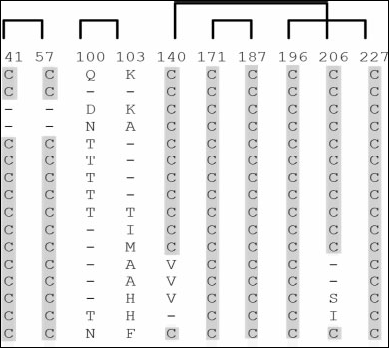 41 57 100 103 140 171 187 196 206 227
C C Q K C C C C C C
C C - - C C C C C C
- - D K C C C C C C
- - N A C C C C C C
C C T - C C C C C C
C C T - C C C C C C
C C T - C C C C C C
C C T - C C C C C C
C C T T C C C C C C
C C - I C C C C C C
C C - M C C C C C C
C C - A V C C C - C
C C - A V C C C - C
C C - H V C C C S C
C C T H - C C C I C
C C N F C C C C C C